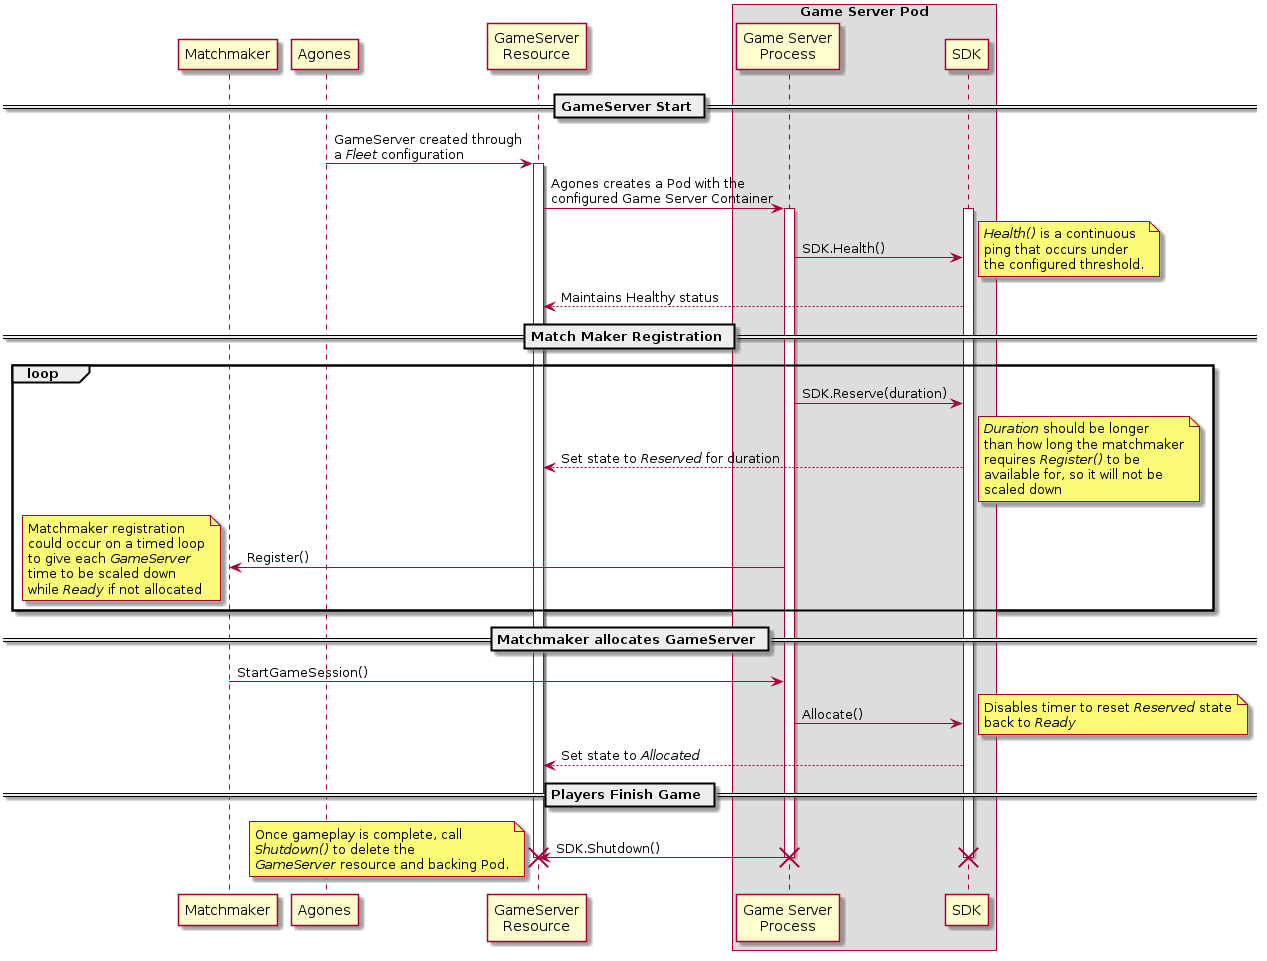 Game Server Pod
Matchmaker
Agones
GameServer
Resource
Game Server
Process
SDK
GameServer Start
GameServer created through
a Fleet configuration
Agones creates a Pod with the
configured Game Server Container
SDK.Health()
Health() is a continuous
ping that occurs under
the configured threshold.
Maintains Healthy status
Match Maker Registration
loop
SDK.Reserve(duration)
Duration should be longer
than how long the matchmaker
requires Register() to be
available for, so it will not be
scaled down
Set state to Reserved for duration
Matchmaker registration
could occur on a timed loop
to give each GameServer
time to be scaled down
while Ready if not allocated
Register()
Matchmaker allocates GameServer
StartGameSession()
Allocate()
Disables timer to reset Reserved state
back to Ready
Set state to Allocated
Players Finish Game
Once gameplay is complete, call
Shutdown() to delete the
GameServer resource and backing Pod.
SDK.Shutdown()
Matchmaker
Agones
GameServer
Resource
Game Server
Process
SDK